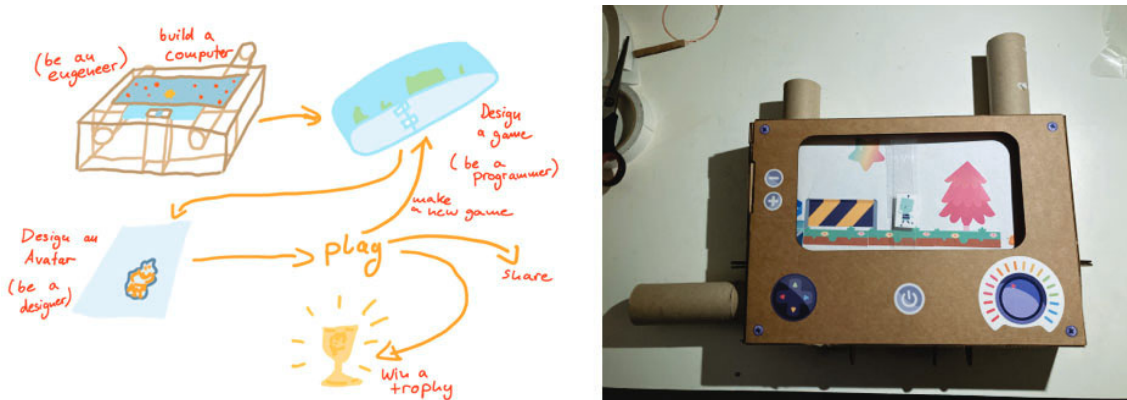 build a
computer
(be an
eugeneer)
Design
a game
(be a
programmer)
make
a new game
Design an
Avatar
(be a
designer)
play
share
win a
trophy